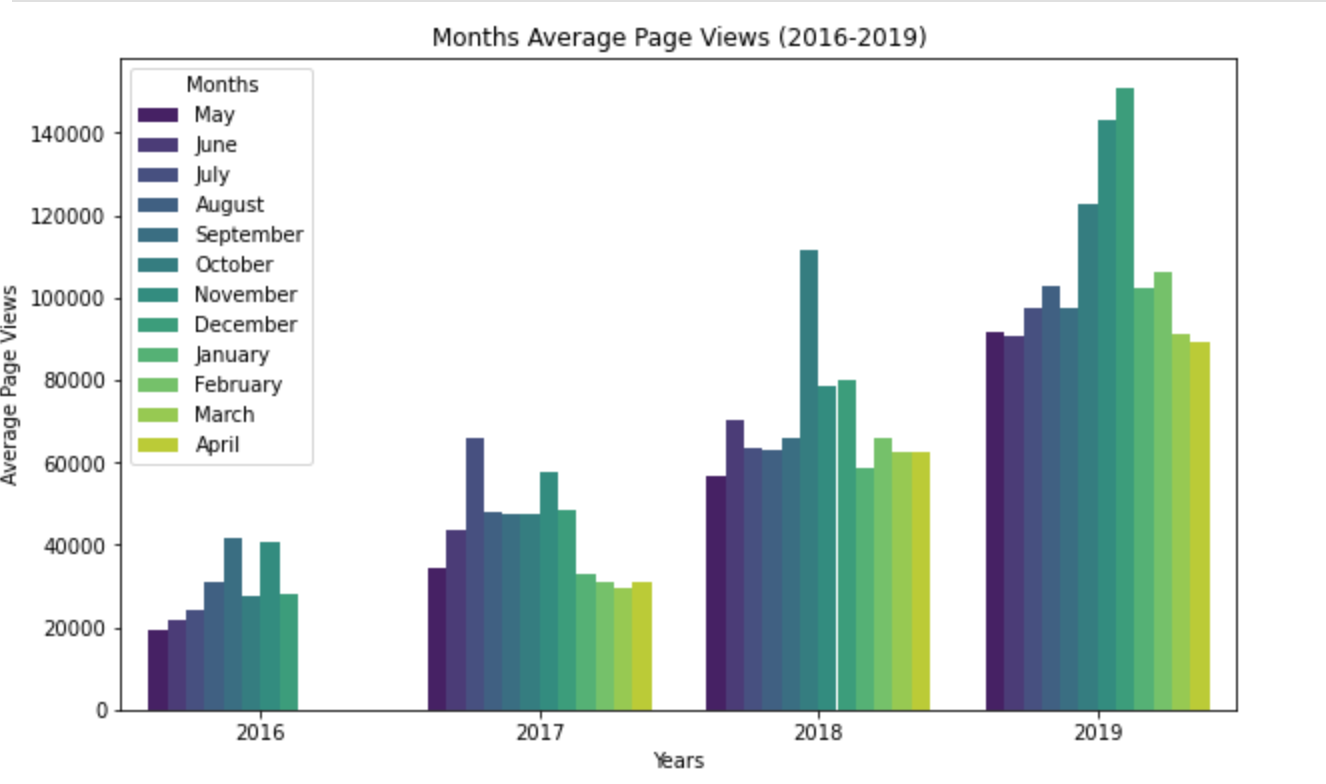 Months Average Page Views (2016-2019)
Months
May
June
July
August
September
October
November
December
January
February
March
April
Average Page Views
140000
120000
100000
80000
60000
40000
20000
0
2016 2017 2018 2019
Years